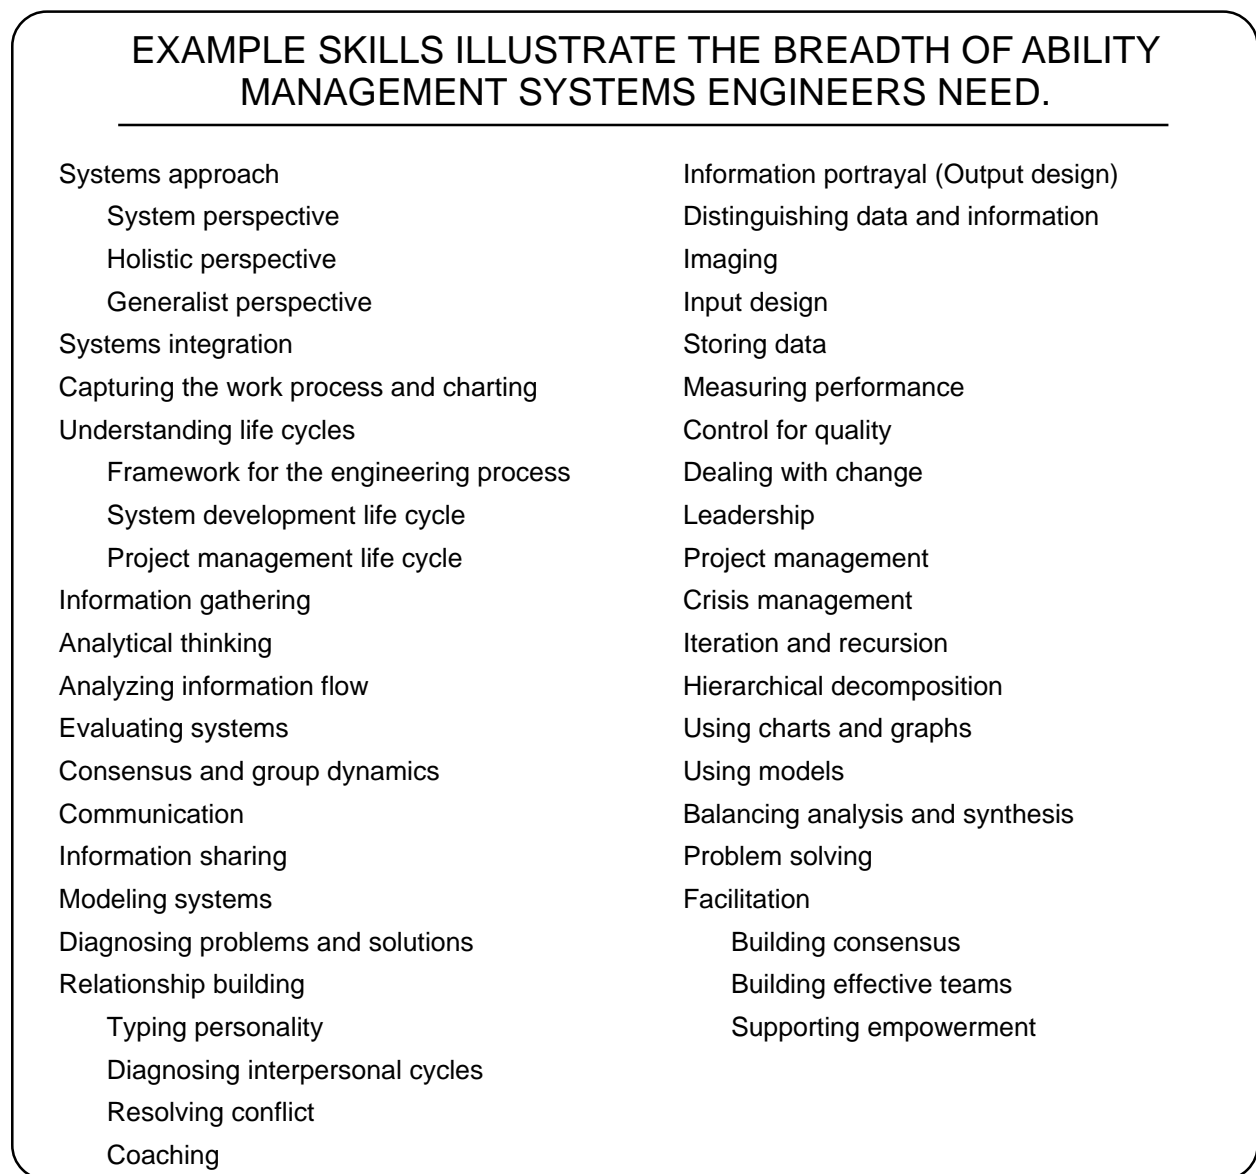 EXAMPLE SKILLS ILLUSTRATE THE BREADTH OF ABILITY
MANAGEMENT SYSTEMS ENGINEERS NEED.
Systems approach
System perspective
Holistic perspective
Generalist perspective
Systems integration
Capturing the work process and charting
Understanding life cycles
Framework for the engineering process
System development life cycle
Project management life cycle
Information gathering
Analytical thinking
Analyzing information flow
Evaluating systems
Consensus and group dynamics
Communication
Information sharing
Modeling systems
Diagnosing problems and solutions
Relationship building
Typing personality
Diagnosing interpersonal cycles
Resolving conflict
Coaching
Information portrayal (Output design)
Distinguishing data and information
Imaging
Input design
Storing data
Measuring performance
Control for quality
Dealing with change
Leadership
Project management
Crisis management
Iteration and recursion
Hierarchical decomposition
Using charts and graphs
Using models
Balancing analysis and synthesis
Problem solving
Facilitation
Building consensus
Building effective teams
Supporting empowerment